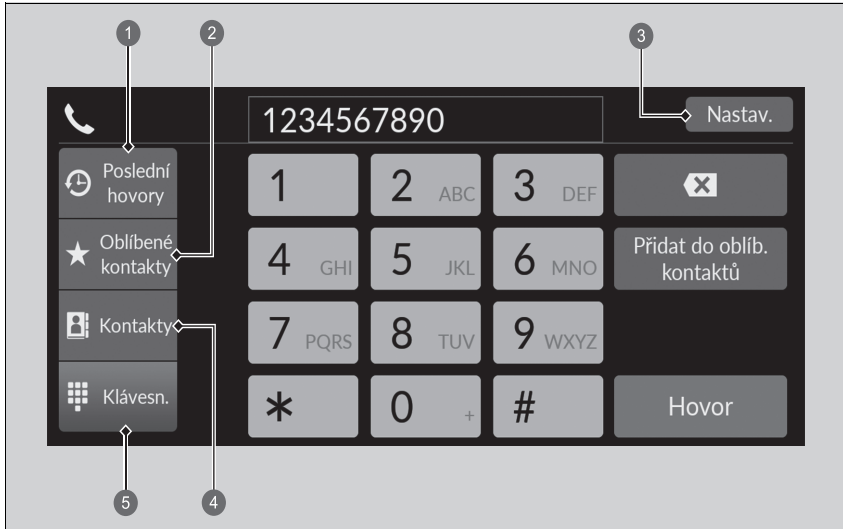 1
2
3
1234567890
Nastav.
Poslední
hovory
Oblíbené
kontakty
Kontakty
Klávesn.
1
2 ABC
3 DEF
4 GHI
5 JKL
6 MNO
Přidat do oblíb.
kontaktů
7 PQRS
8 TUV
9 WXYZ
*
0 +
#
Hovor
5
4